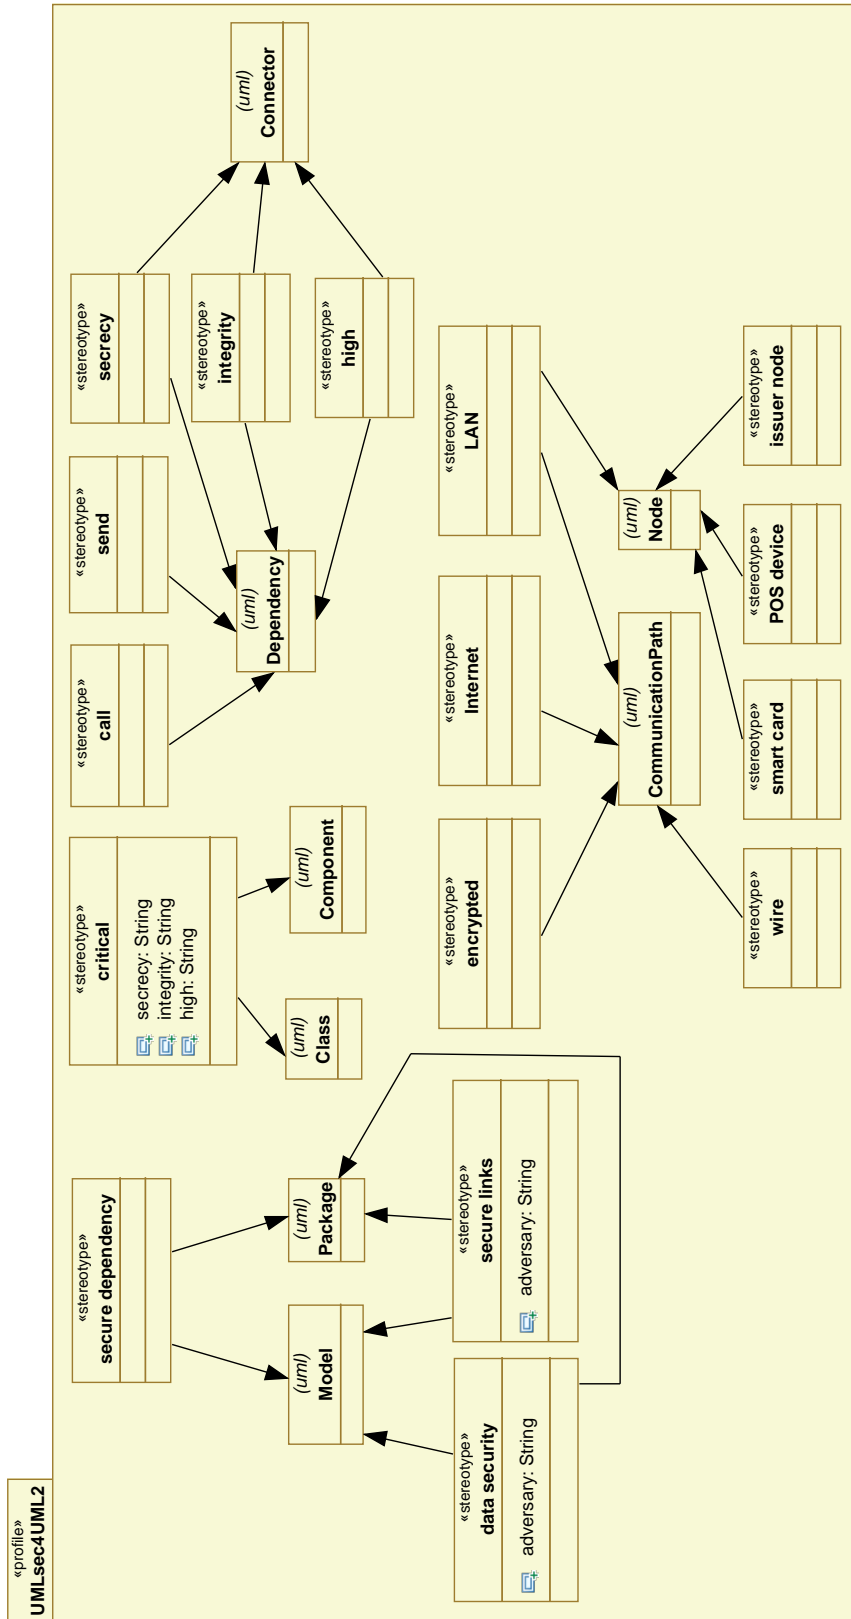 «profile»
UMLsec4UML2
«stereotype»
secure dependency
«stereotype»
critical
secrecy: String
integrity: String
high: String
«stereotype»
call
«stereotype»
send
«stereotype»
secrecy
«stereotype»
integrity
«stereotype»
high
(uml)
Connector
(uml)
Model
(uml)
Package
(uml)
Class
(uml)
Component
(uml)
Dependency
«stereotype»
data security
adversary: String
«stereotype»
secure links
adversary: String
«stereotype»
encrypted
«stereotype»
Internet
«stereotype»
LAN
(uml)
CommunicationPath
(uml)
Node
«stereotype»
wire
«stereotype»
smart card
«stereotype»
POS device
«stereotype»
issuer node